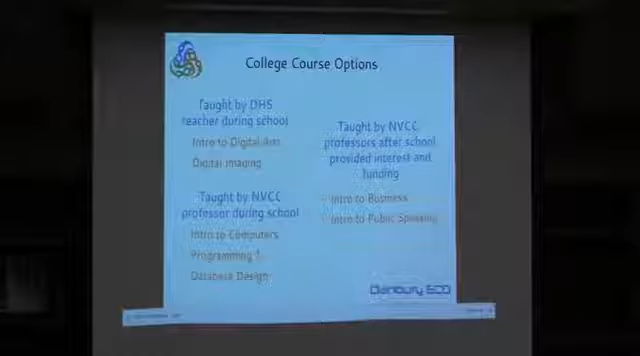 College Course Options
Taught by DHS
teacher during school
Intro to Digital Arts
Digital Imaging
Taught by NVCC
professor during school
Intro to Computers
Programming 1
Database Design
Taught by NVCC
professors after school
provided interest and
funding
Intro to Business
Intro to Public Speaking
Danbury ECO